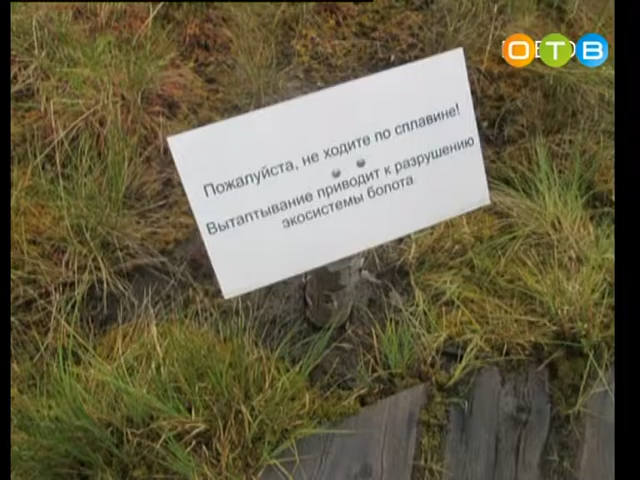 ОТВ
Пожалуйста, не ходите по сплавине!
Вытаптывание приводит к разрушению
экосистемы болота